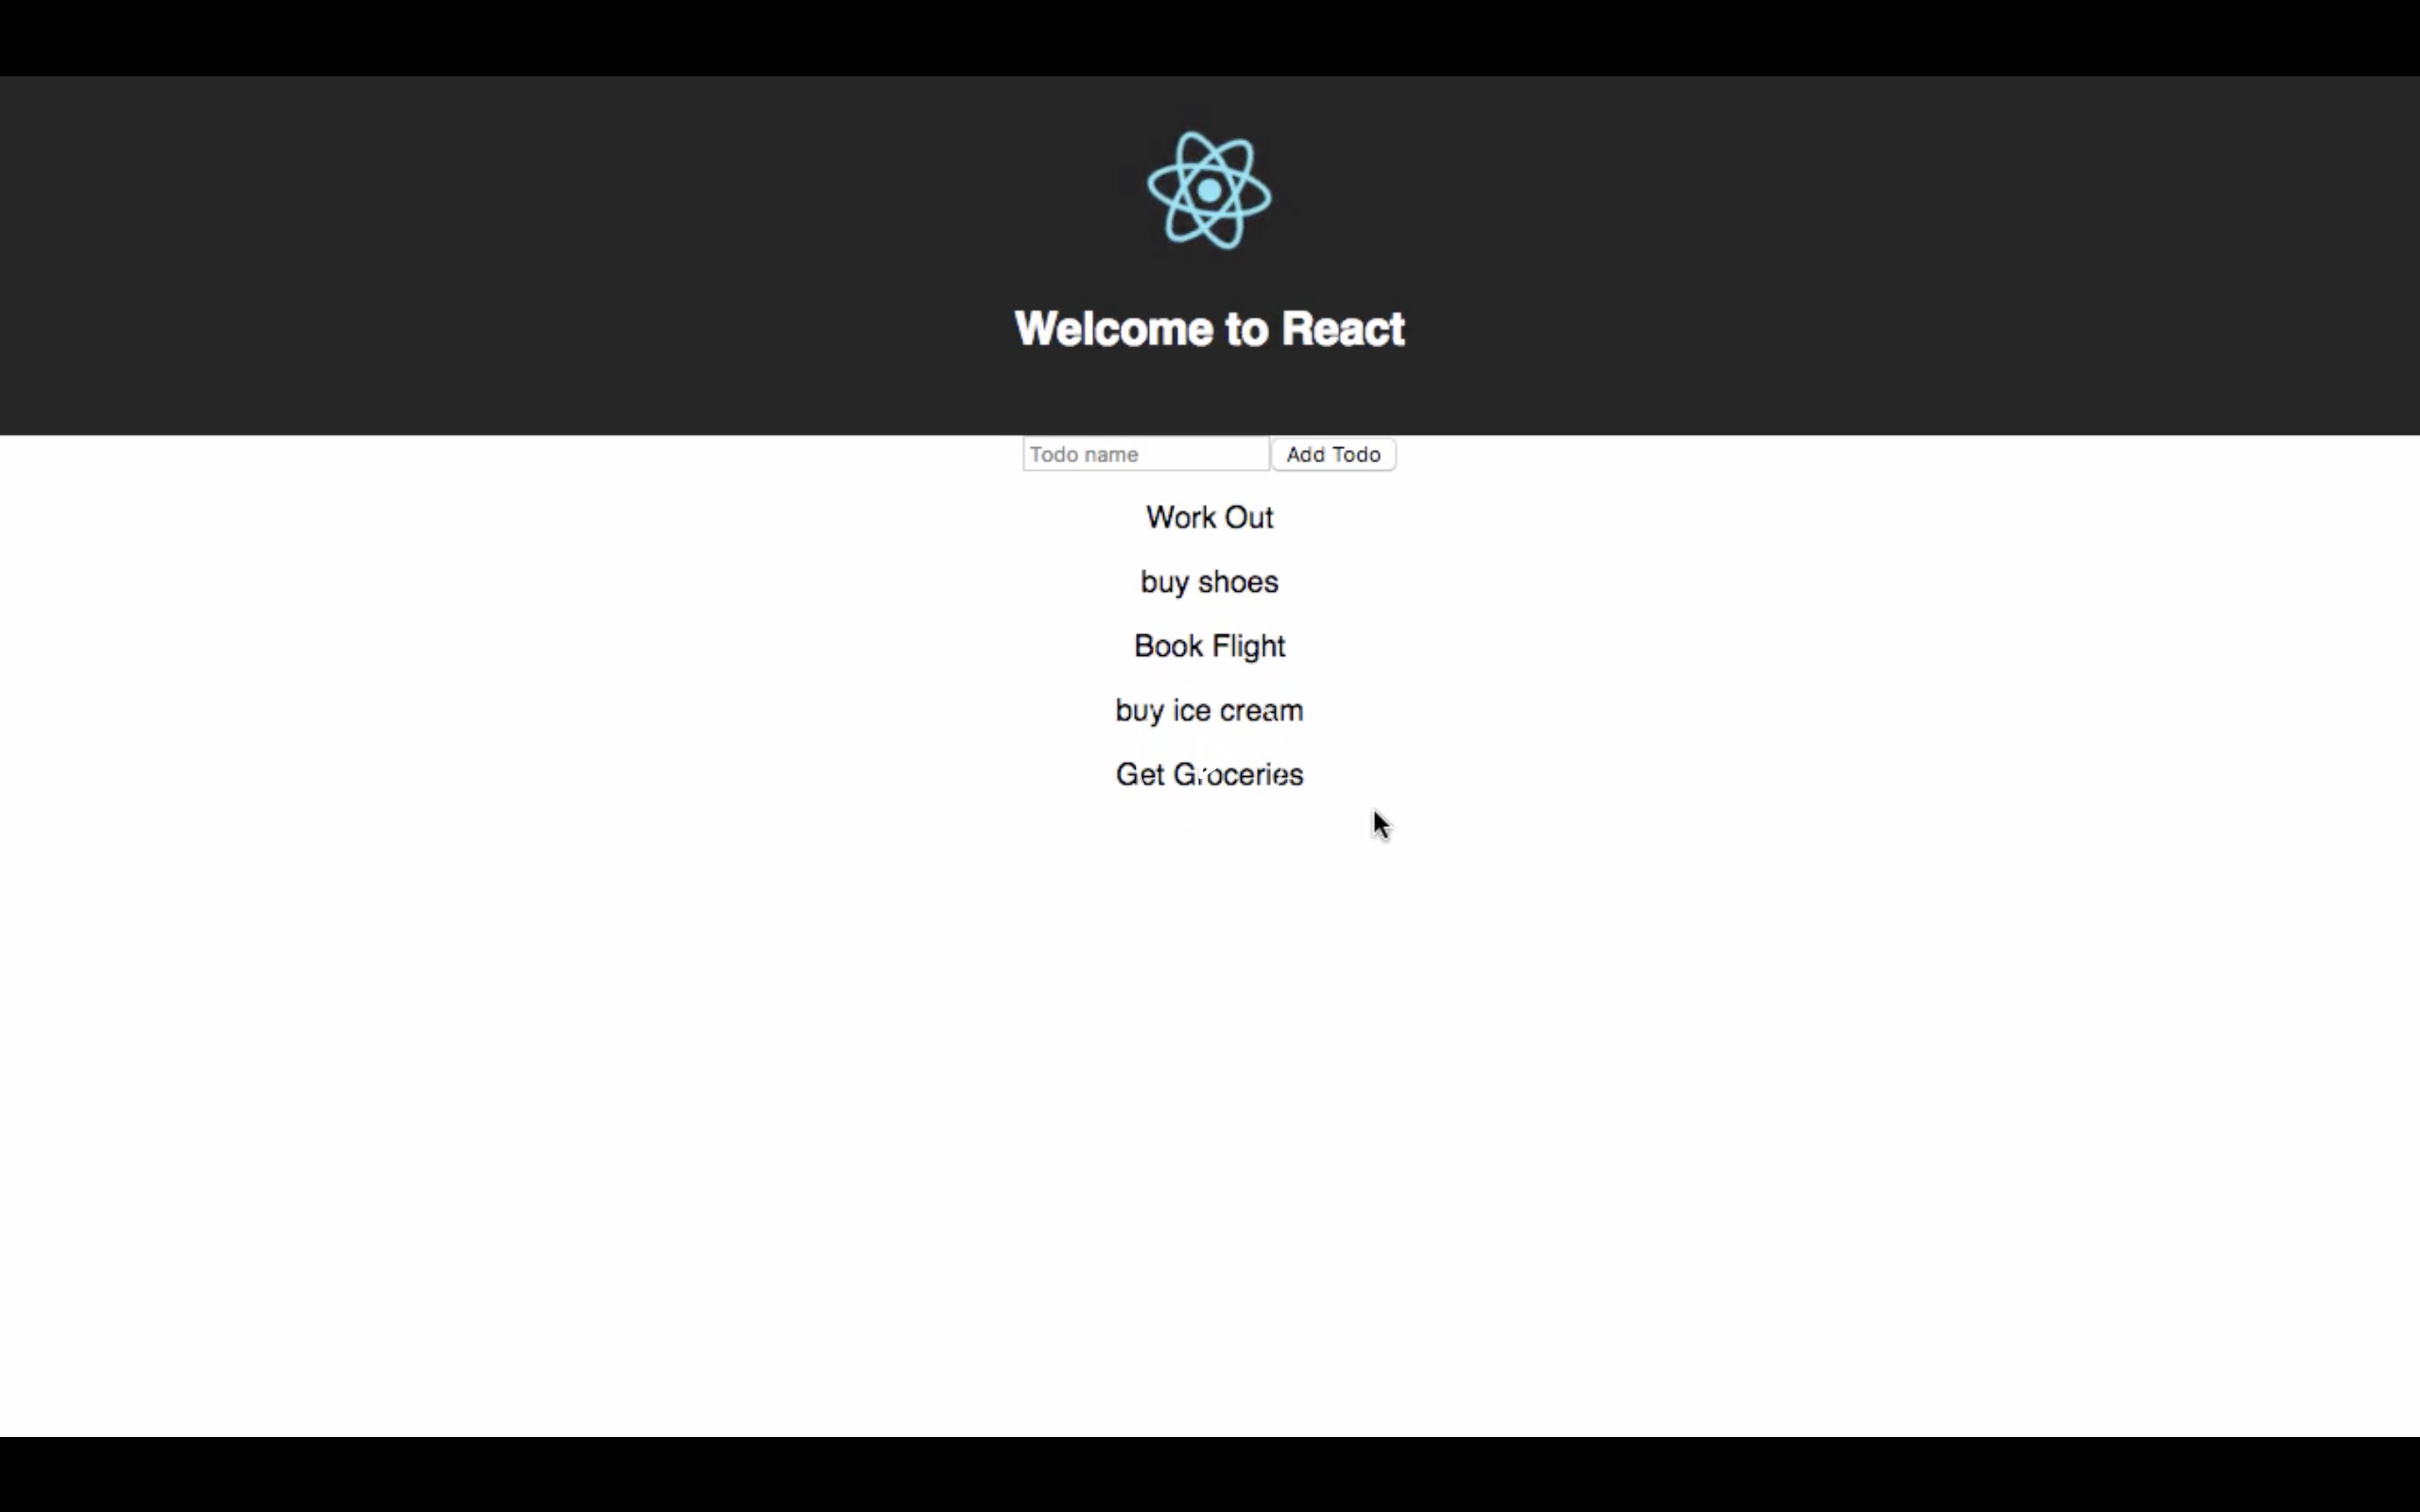 Welcome to React
Todo name Add Todo
Work Out
buy shoes
Book Flight
buy ice cream
Get Groceries